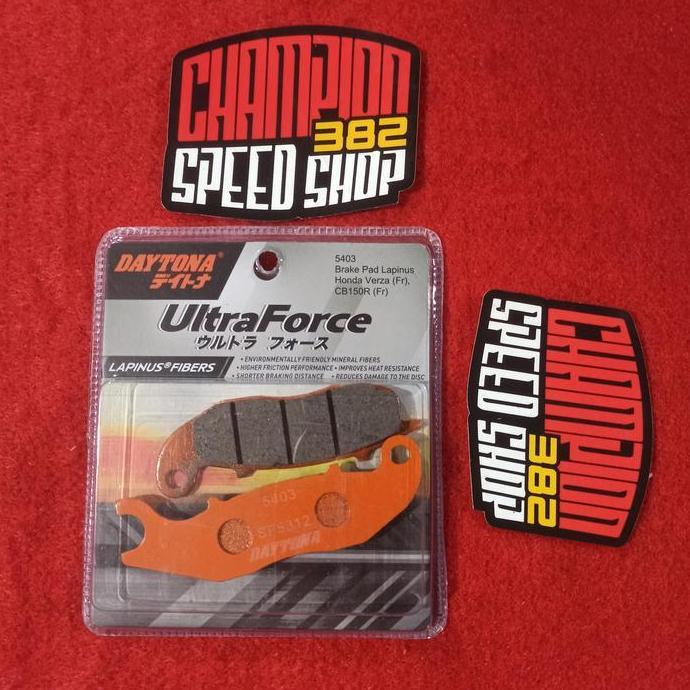 CHAMPION
382
SPEED SHOP
DAYTONA
デイトナ
5403
Brake Pad Lapinus
Honda Verza (Fr),
CB150R (Fr)
UltraForce
ウルトラ フォース
LAPINUS® FIBERS
• ENVIRONMENTALLY FRIENDLY MINERAL FIBERS
• HIGHER FRICTION PERFORMANCE • IMPROVES HEAT RESISTANCE
• SHORTER BRAKING DISTANCE • REDUCES DAMAGE TO THE DISC
5403
DAYTONA
CHAMPION
382
SPEED SHOP